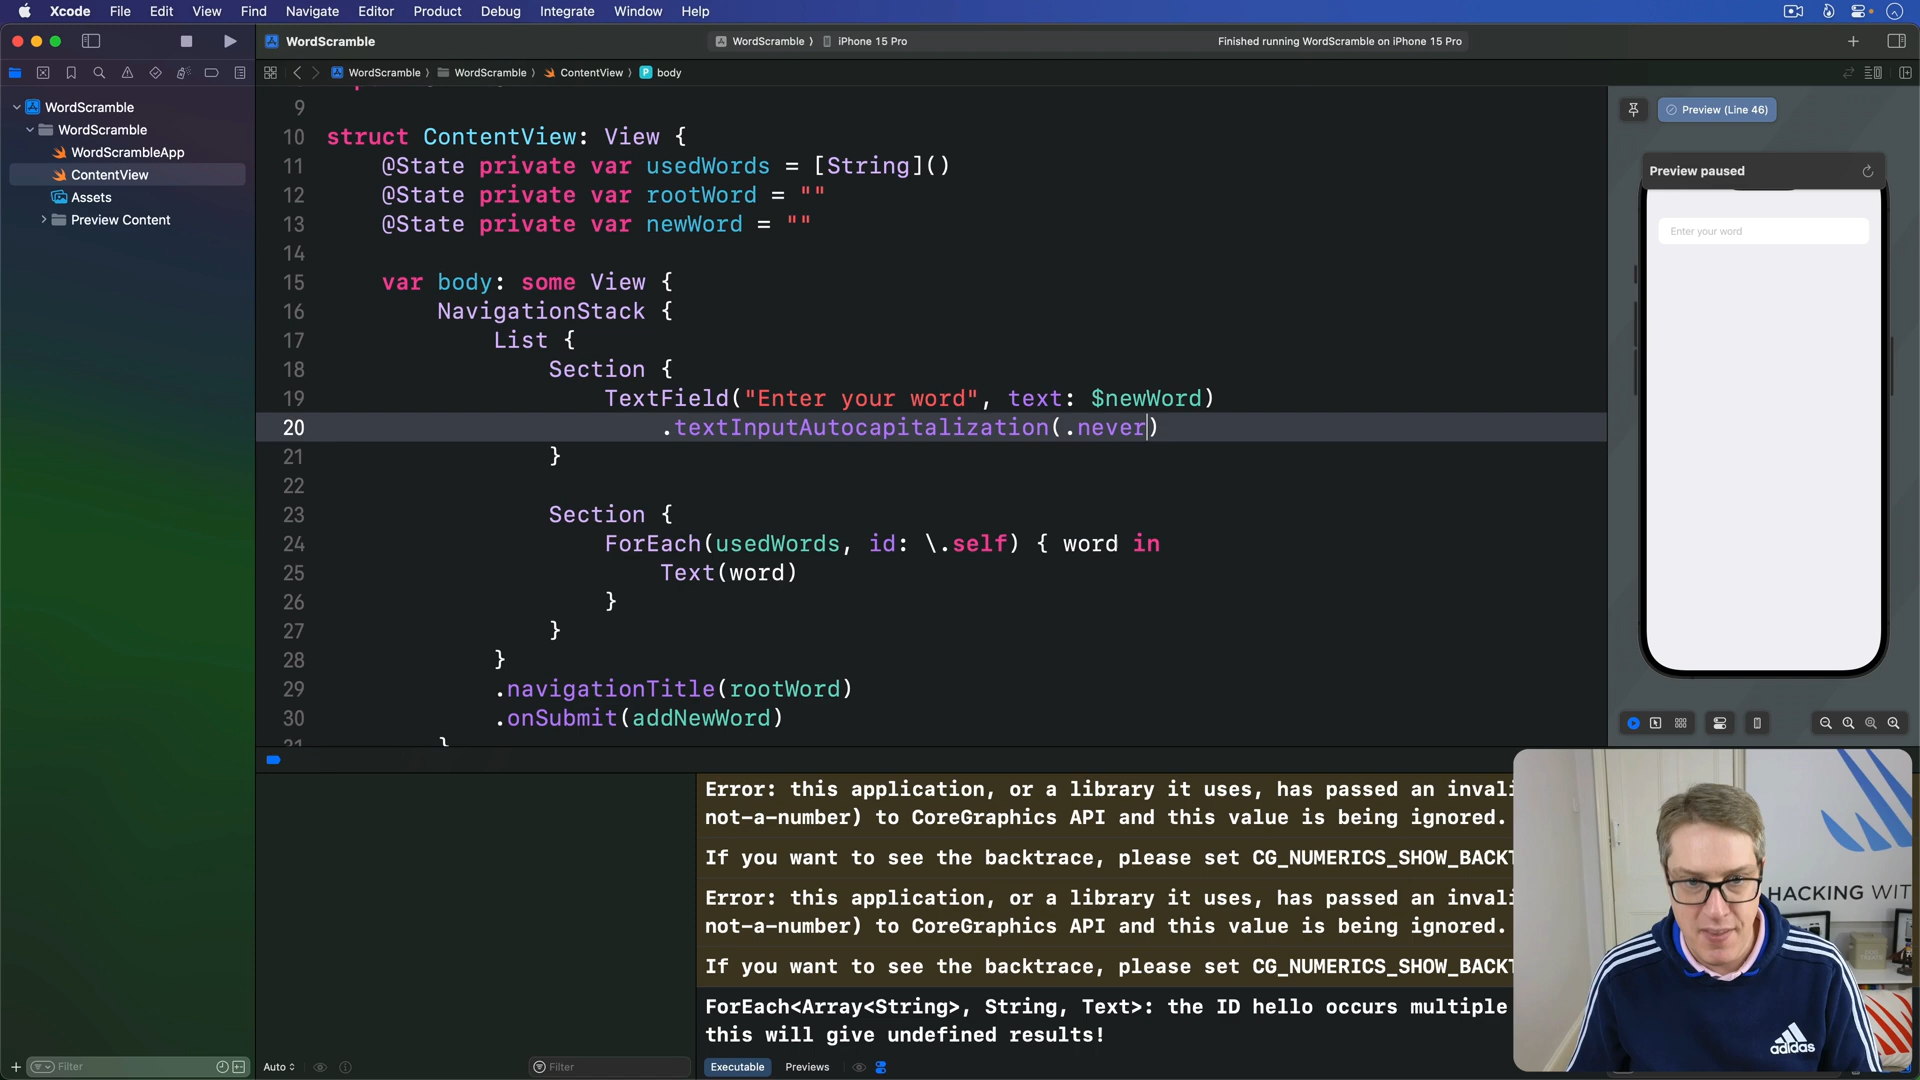 Xcode File Edit View Find Navigate Editor Product Debug Integrate Window Help
WordScramble
WordScramble iPhone 15 Pro
Finished running WordScramble on iPhone 15 Pro
WordScramble WordScramble ContentView P body
WordScramble
WordScramble
WordScrambleApp
ContentView
Assets
Preview Content
9
10 struct ContentView: View {
11 @State private var usedWords = [String]()
12 @State private var rootWord = ""
13 @State private var newWord = ""
14
15 var body: some View {
16 NavigationStack {
17 List {
18 Section {
19 TextField("Enter your word", text: $newWord)
20 .textInputAutocapitalization(.never)
21 }
22
23 Section {
24 ForEach(usedWords, id: \.self) { word in
25 Text(word)
26 }
27 }
28 }
29 .navigationTitle(rootWord)
30 .onSubmit(addNewWord)
31 }
Preview (Line 46)
Preview paused
Enter your word
Error: this application, or a library it uses, has passed an invali
not-a-number) to CoreGraphics API and this value is being ignored.
If you want to see the backtrace, please set CG_NUMERICS_SHOW_BACKT
Error: this application, or a library it uses, has passed an invali
not-a-number) to CoreGraphics API and this value is being ignored.
If you want to see the backtrace, please set CG_NUMERICS_SHOW_BACKT
ForEach<Array<String>, String, Text>: the ID hello occurs multiple
this will give undefined results!
Filter
Auto
Filter
Executable Previews
HACKING WIT
adidas